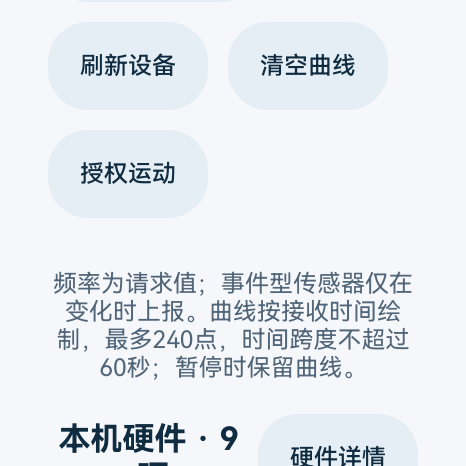 刷新设备
清空曲线
授权运动
频率为请求值；事件型传感器仅在
变化时上报。曲线按接收时间绘
制，最多240点，时间跨度不超过
60秒；暂停时保留曲线。
本机硬件 · 9
硬件详情